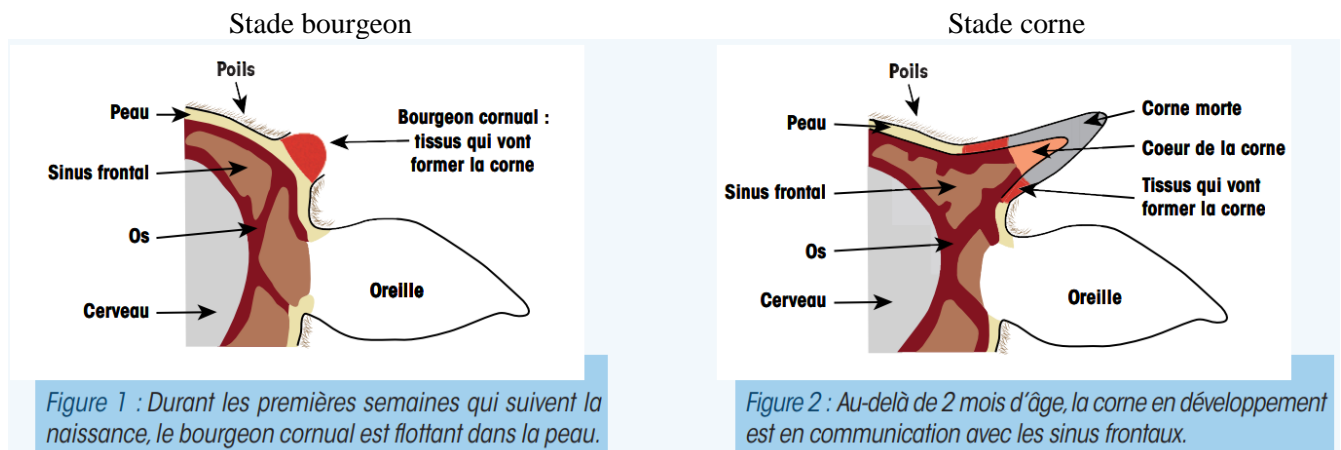 Stade bourgeon
Poils
Peau
Bourgeon cornual :
tissus qui vont
former la corne
Sinus frontal
Os
Cerveau
Oreille
Figure 1 : Durant les premières semaines qui suivent la
naissance, le bourgeon cornual est flottant dans la peau.
Stade corne
Poils
Peau
Corne morte
Coeur de la corne
Sinus frontal
Tissus qui vont
former la corne
Os
Cerveau
Oreille
Figure 2 : Au-delà de 2 mois d'âge, la corne en développement
est en communication avec les sinus frontaux.